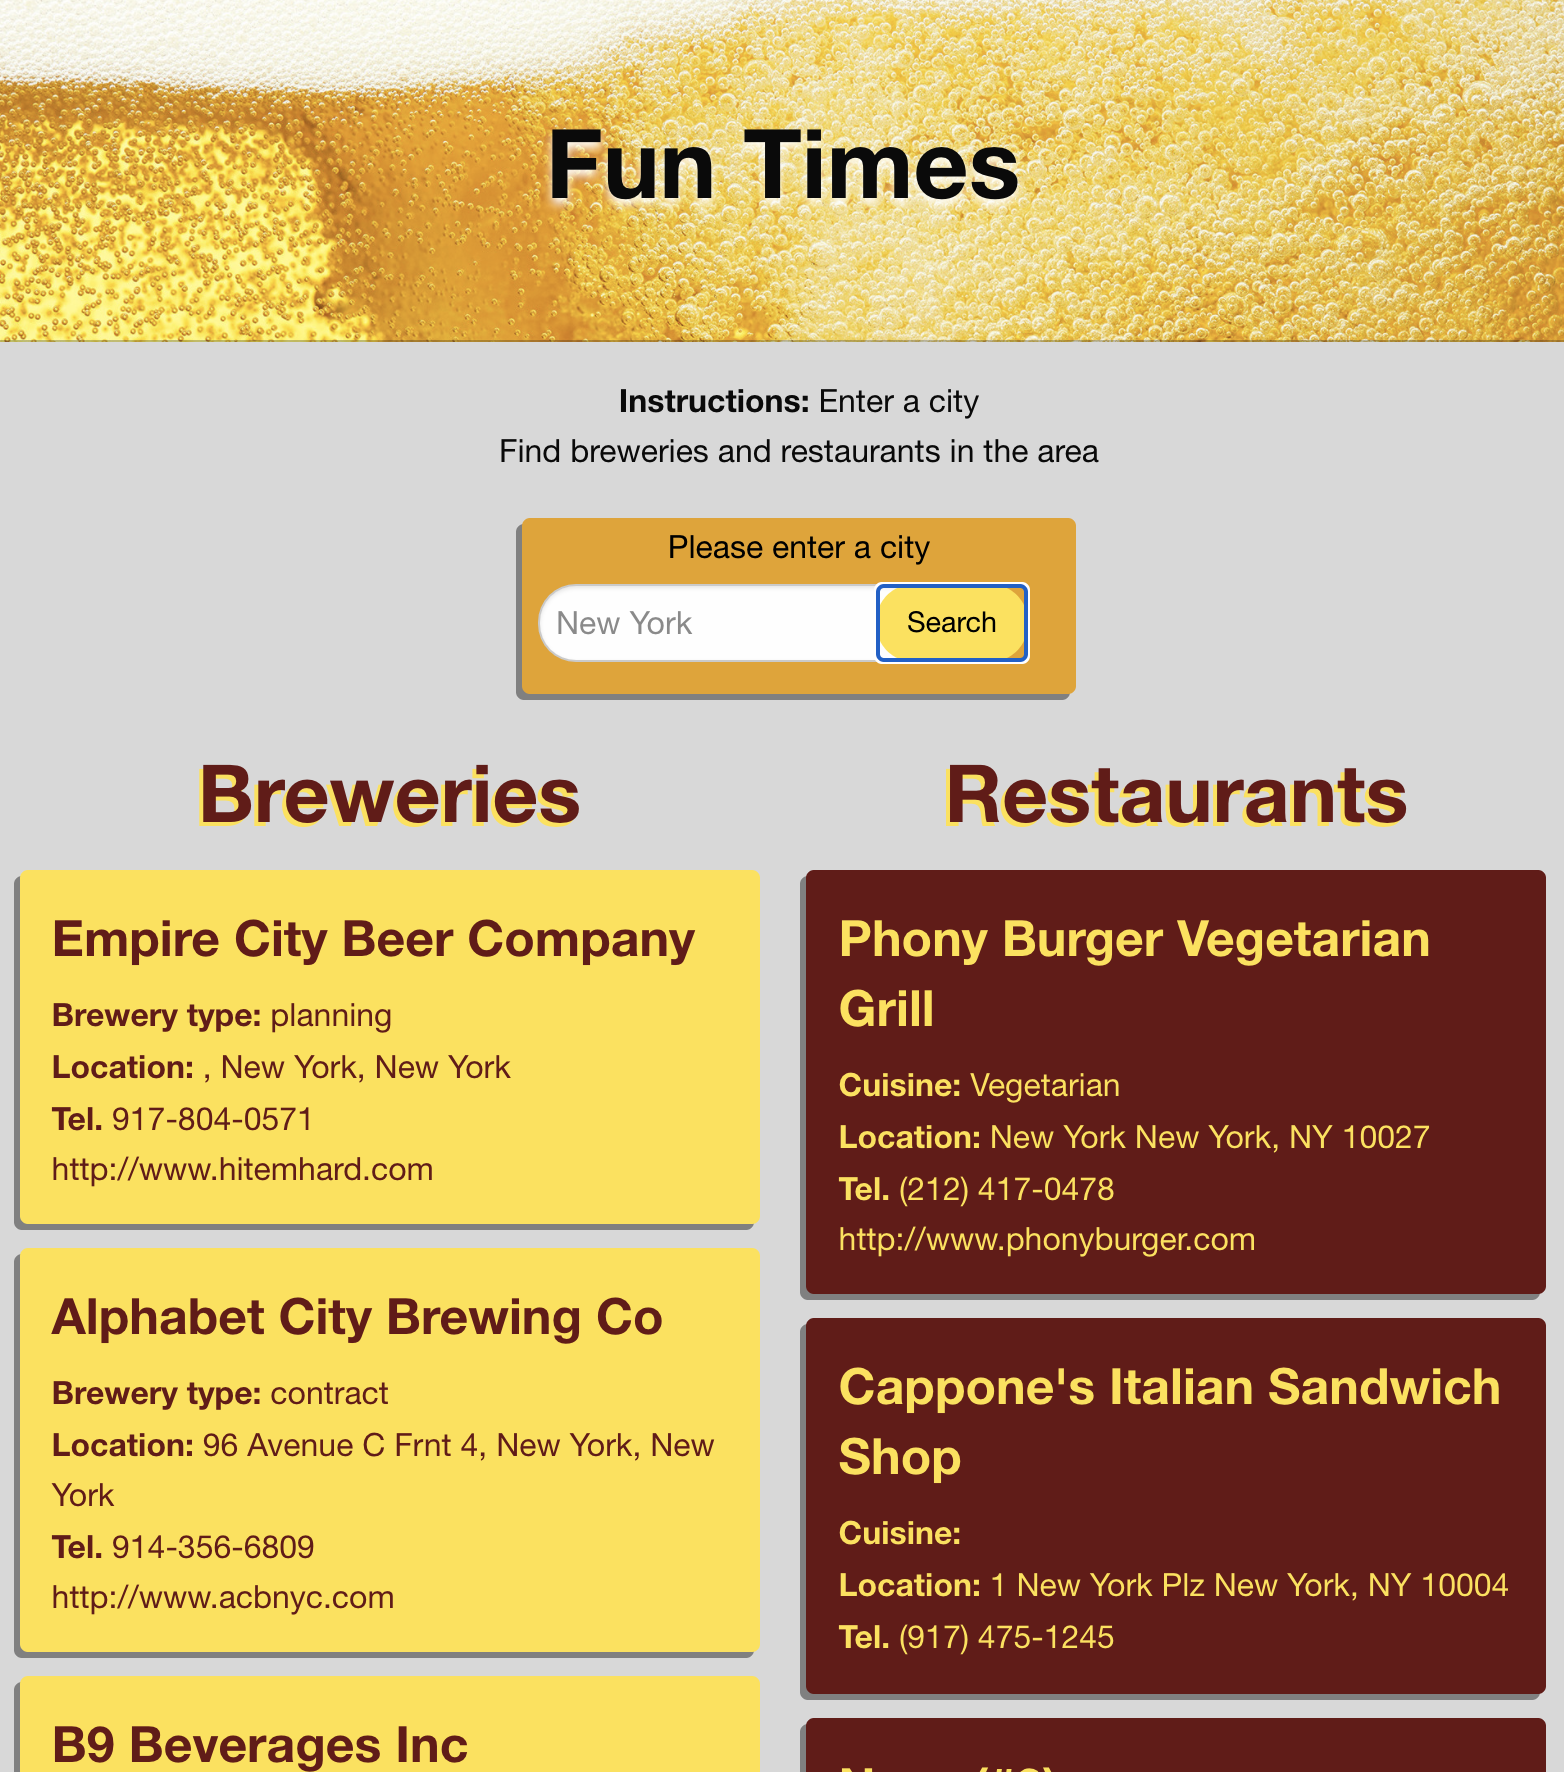 Fun Times
Instructions: Enter a city
Find breweries and restaurants in the area
Please enter a city
New York
Search
Breweries
Empire City Beer Company
Brewery type: planning
Location: , New York, New York
Tel. 917-804-0571
http://www.hitemhard.com
Alphabet City Brewing Co
Brewery type: contract
Location: 96 Avenue C Frnt 4, New York, New
York
Tel. 914-356-6809
http://www.acbnyc.com
B9 Beverages Inc
Restaurants
Phony Burger Vegetarian
Grill
Cuisine: Vegetarian
Location: New York New York, NY 10027
Tel. (212) 417-0478
http://www.phonyburger.com
Cappone's Italian Sandwich
Shop
Cuisine:
Location: 1 New York Plz New York, NY 10004
Tel. (917) 475-1245